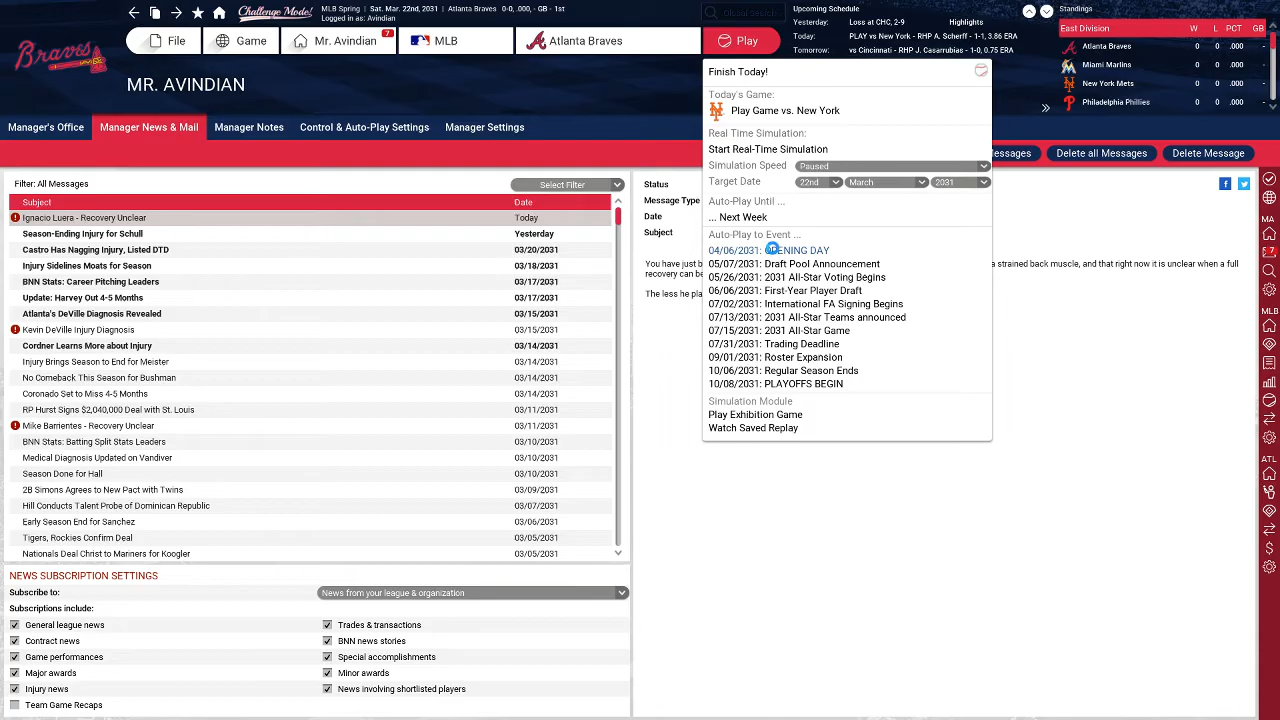 Challenge Mode!
MLB Spring | Sat. Mar. 22nd, 2031 | Atlanta Braves 0-0, .000, - GB - 1st
Logged in as: Avindian
Global Search
Upcoming Schedule
Yesterday: Loss at CHC, 2-9 Highlights
Today: PLAY vs New York - RHP A. Scherff - 1-1, 3.86 ERA
Tomorrow: vs Cincinnati - RHP J. Casarrubias - 1-0, 0.75 ERA
Standings
East Division W L PCT GB
Atlanta Braves 0 0 .000 -
Miami Marlins 0 0 .000 -
New York Mets 0 0 .000 -
Philadelphia Phillies 0 0 .000 -
Braves
File
Game
Mr. Avindian 7
MLB
Atlanta Braves
Play
MR. AVINDIAN
Manager's Office
Manager News & Mail
Manager Notes
Control & Auto-Play Settings
Manager Settings
essages
Delete all Messages
Delete Message
Finish Today!
Today's Game:
Play Game vs. New York
Real Time Simulation:
Start Real-Time Simulation
Simulation Speed Paused
Target Date 22nd March 2031
Auto-Play Until ...
... Next Week
Auto-Play to Event ...
04/06/2031: OPENING DAY
05/07/2031: Draft Pool Announcement
05/26/2031: 2031 All-Star Voting Begins
06/06/2031: First-Year Player Draft
07/02/2031: International FA Signing Begins
07/13/2031: 2031 All-Star Teams announced
07/15/2031: 2031 All-Star Game
07/31/2031: Trading Deadline
09/01/2031: Roster Expansion
10/06/2031: Regular Season Ends
10/08/2031: PLAYOFFS BEGIN
Simulation Module
Play Exhibition Game
Watch Saved Replay
Filter: All Messages Select Filter
Subject Date
Ignacio Luera - Recovery Unclear Today
Season-Ending Injury for Schull Yesterday
Castro Has Nagging Injury, Listed DTD 03/20/2031
Injury Sidelines Moats for Season 03/18/2031
BNN Stats: Career Pitching Leaders 03/17/2031
Update: Harvey Out 4-5 Months 03/17/2031
Atlanta's DeVille Diagnosis Revealed 03/15/2031
Kevin DeVille Injury Diagnosis 03/15/2031
Cordner Learns More about Injury 03/14/2031
Injury Brings Season to End for Meister 03/14/2031
No Comeback This Season for Bushman 03/14/2031
Coronado Set to Miss 4-5 Months 03/14/2031
RP Hurst Signs $2,040,000 Deal with St. Louis 03/11/2031
Mike Barrientes - Recovery Unclear 03/11/2031
BNN Stats: Batting Split Stats Leaders 03/10/2031
Medical Diagnosis Updated on Vandiver 03/10/2031
Season Done for Hall 03/10/2031
2B Simons Agrees to New Pact with Twins 03/09/2031
Hill Conducts Talent Probe of Dominican Republic 03/07/2031
Early Season End for Sanchez 03/06/2031
Tigers, Rockies Confirm Deal 03/05/2031
Nationals Deal Christ to Mariners for Koogler 03/05/2031
Status
Message Type
Date
Subject
You have just b a strained back muscle, and that right now it is unclear when a full
recovery can be
The less he pla
NEWS SUBSCRIPTION SETTINGS
Subscribe to: News from your league & organization
Subscriptions include:
General league news Trades & transactions
Contract news BNN news stories
Game performances Special accomplishments
Major awards Minor awards
Injury news News involving shortlisted players
Team Game Recaps
MA
7
MLB
ATL